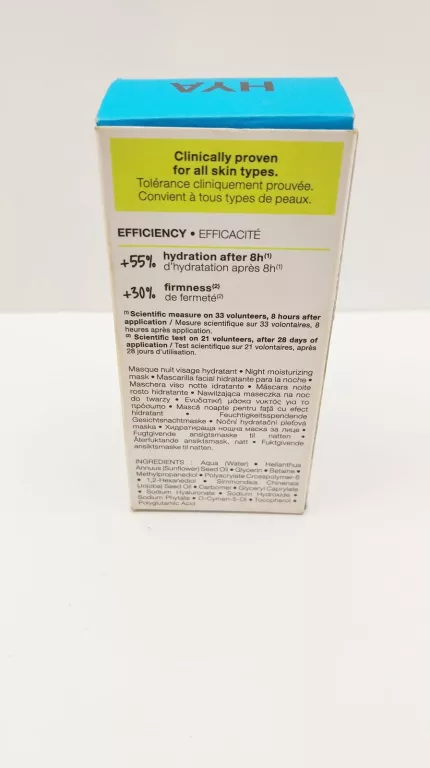 HYA
Clinically proven
for all skin types.
Tolérance cliniquement prouvée.
Convient à tous types de peaux.
EFFICIENCY • EFFICACITÉ
+55% hydration after 8h(1)
d'hydratation après 8h(1)
+30% firmness(2)
de fermeté(2)
(1) Scientific measure on 33 volunteers, 8 hours after
application / Mesure scientifique sur 33 volontaires, 8
heures après application.
(2) Scientific test on 21 volunteers, after 28 days of
application / Test scientifique sur 21 volontaires, après
28 jours d'utilisation.
Masque nuit visage hydratant • Night moisturizing
mask • Mascarilla facial hidratante para la noche •
Maschera viso notte idratante • Máscara noite
rosto hidratante • Nawilżająca maseczka na noc
do twarzy • Ενυδατική μάσκα νυκτός για το
πρόσωπο • Mască noapte pentru față cu efect
hidratant • Feuchtigkeitsspendende
Gesichtsnachtmaske • Noční hydratační pleťová
maska • Хидратираща нощна маска за лице •
Fugtgivende ansigtsmaske til natten •
Återfuktande ansiktsmask, natt • Fuktgivende
ansiktsmaske til natten.
INGREDIENTS : Aqua (Water) • Helianthus
Annuus (Sunflower) Seed Oil • Glycerin • Betaine •
Methylpropanediol • Polyacrylate Crosspolymer-6
• 1,2-Hexanediol • Simmondsia Chinensis
(Jojoba) Seed Oil • Carbomer • Glyceryl Caprylate
• Sodium Hyaluronate • Sodium Hydroxide •
Sodium Phytate • O-Cymen-5-Ol • Tocopherol •
Polyglutamic Acid